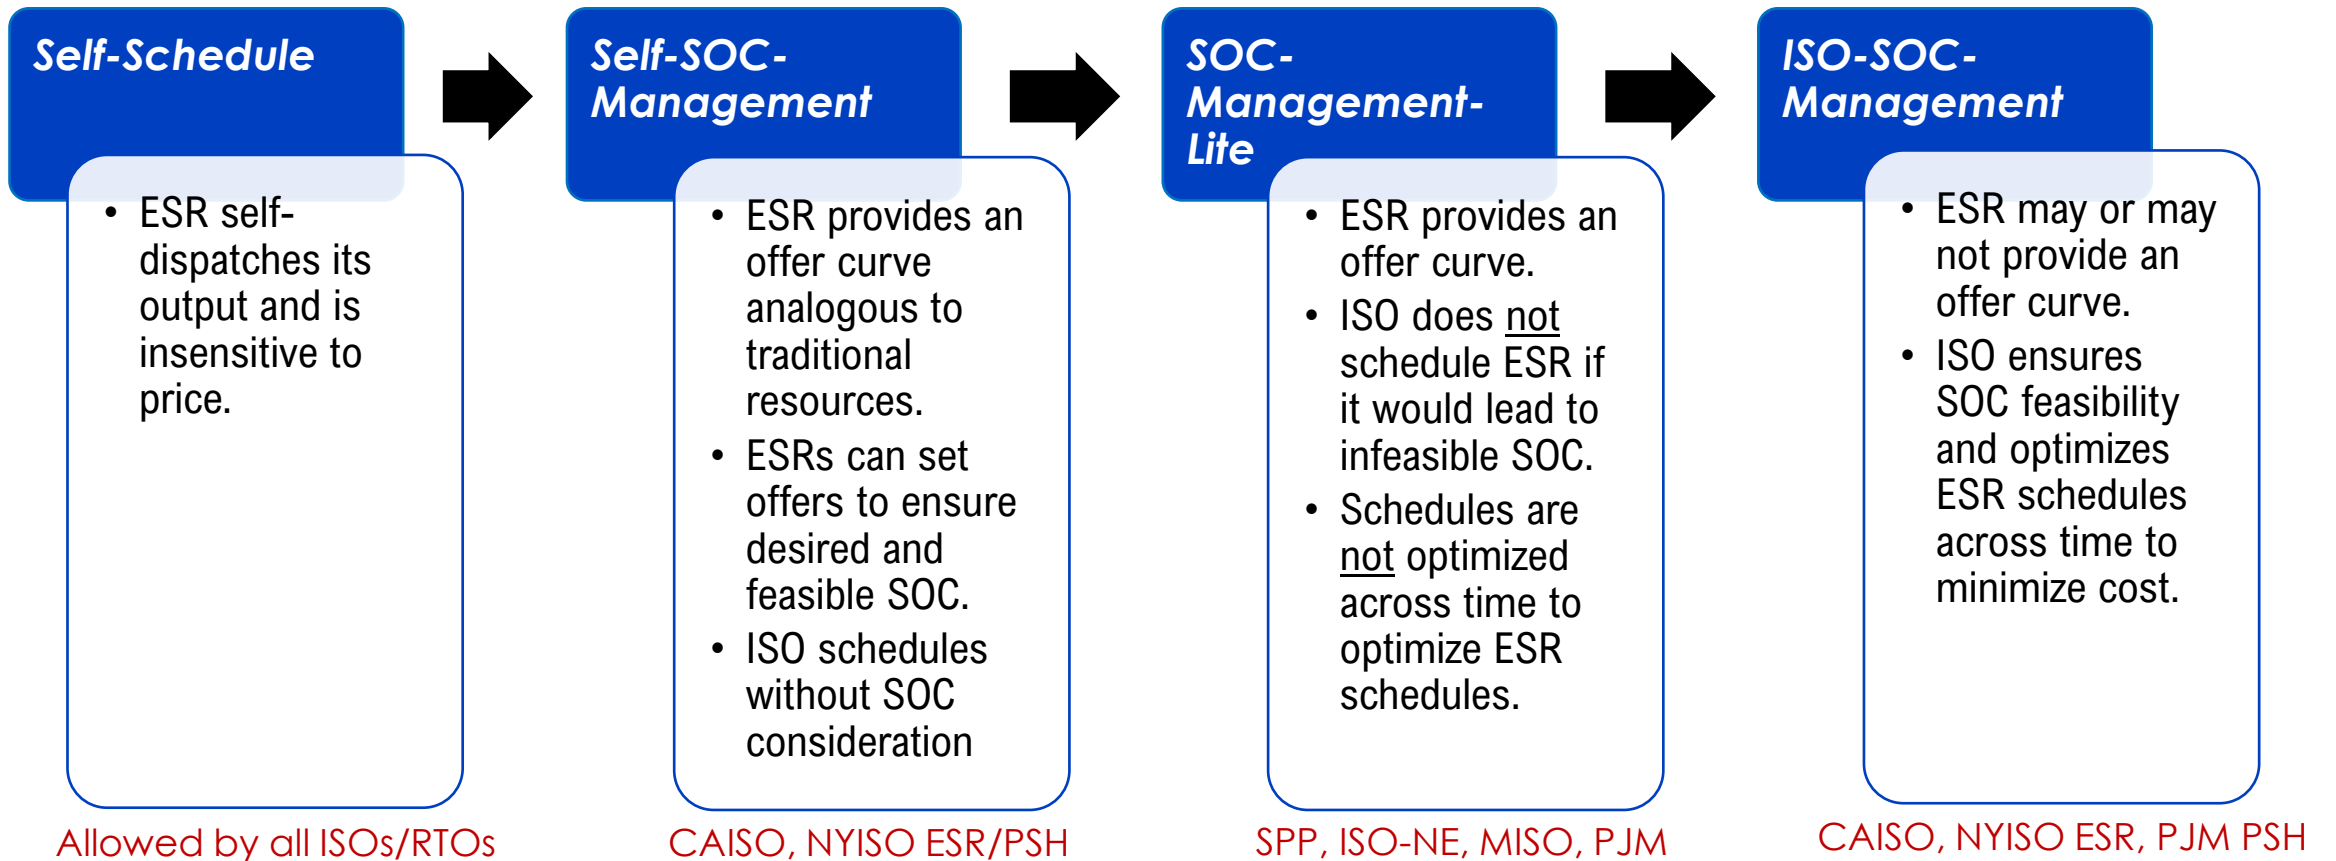 Self-Schedule
• ESR self-
dispatches its
output and is
insensitive to
price.
Allowed by all ISOs/RTOs
Self-SOC-
Management
• ESR provides an
offer curve
analogous to
traditional
resources.
• ESRs can set
offers to ensure
desired and
feasible SOC.
• ISO schedules
without SOC
consideration
CAISO, NYISO ESR/PSH
SOC-
Management-
Lite
• ESR provides an
offer curve.
• ISO does not
schedule ESR if
it would lead to
infeasible SOC.
• Schedules are
not optimized
across time to
optimize ESR
schedules.
SPP, ISO-NE, MISO, PJM
ISO-SOC-
Management
• ESR may or may
not provide an
offer curve.
• ISO ensures
SOC feasibility
and optimizes
ESR schedules
across time to
minimize cost.
CAISO, NYISO ESR, PJM PSH